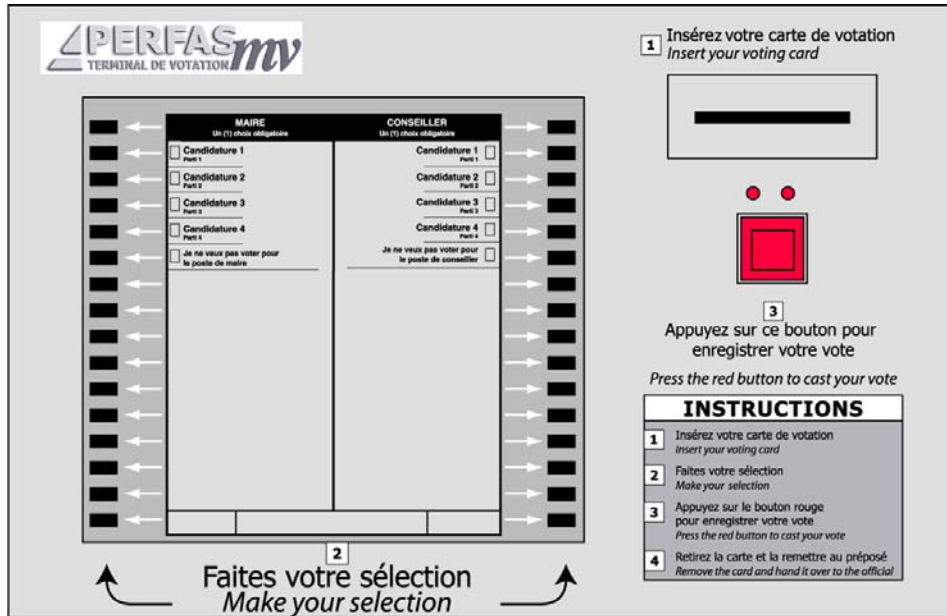 PERFAS mv
TERMINAL DE VOTATION
1 Insérez votre carte de votation
Insert your voting card
MAIRE
Un (1) choix obligatoire
Candidature 1
Parti 1
Candidature 2
Parti 2
Candidature 3
Parti 3
Candidature 4
Parti 4
Je ne veux pas voter pour
le poste de maire
CONSEILLER
Un (1) choix obligatoire
Candidature 1
Parti 1
Candidature 2
Parti 2
Candidature 3
Parti 3
Candidature 4
Parti 4
Je ne veux pas voter pour
le poste de conseiller
3
Appuyez sur ce bouton pour
enregistrer votre vote
Press the red button to cast your vote
INSTRUCTIONS
1 Insérez votre carte de votation
Insert your voting card
2 Faites votre sélection
Make your selection
3 Appuyez sur le bouton rouge
pour enregistrer votre vote
Press the red button to cast your vote
4 Retirez la carte et la remettre au préposé
Remove the card and hand it over to the official
2
Faites votre sélection
Make your selection